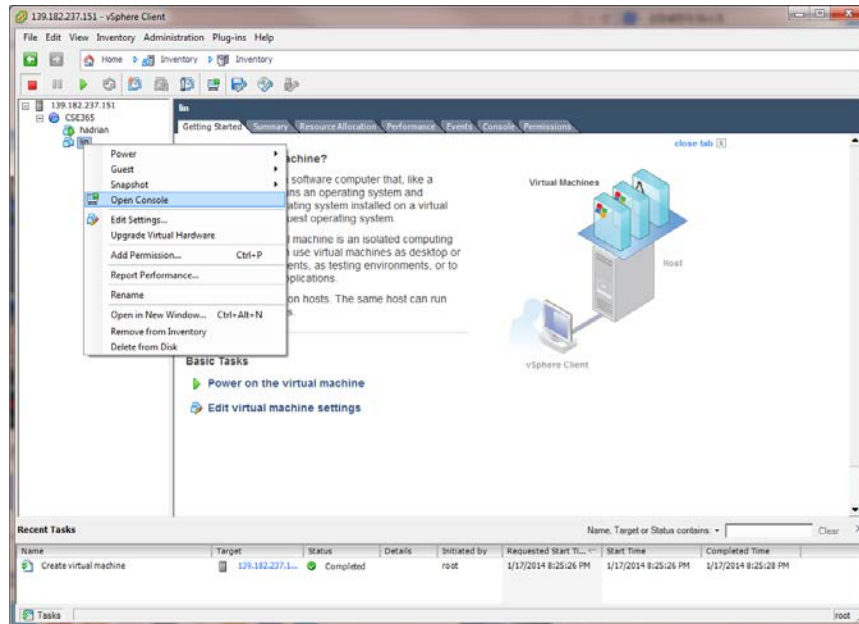 139.182.237.151 - vSphere Client
File Edit View Inventory Administration Plug-ins Help
Home Inventory Inventory
139.182.237.151
CSE365
hadrian
lin
Power
Guest
Snapshot
Open Console
Edit Settings...
Upgrade Virtual Hardware
Add Permission... Ctrl+P
Report Performance...
Rename
Open in New Window... Ctrl+Alt+N
Remove from Inventory
Delete from Disk
lin
Getting Started Summary Resource Allocation Performance Events Console Permissions
close tab
achine?
software computer that, like a
ns an operating system and
ating system installed on a virtual
uest operating system.
machine is an isolated computing
use virtual machines as desktop or
ents, as testing environments, or to
plications.
on hosts. The same host can run
s.
Basic Tasks
Power on the virtual machine
Edit virtual machine settings
Virtual Machines
Host
vSphere Client
Recent Tasks
Name, Target or Status contains: Clear
Name Target Status Details Initiated by Requested Start Ti... Start Time Completed Time
Create virtual machine 139.182.237.1... Completed root 1/17/2014 8:25:26 PM 1/17/2014 8:25:26 PM 1/17/2014 8:25:28 PM
Tasks root